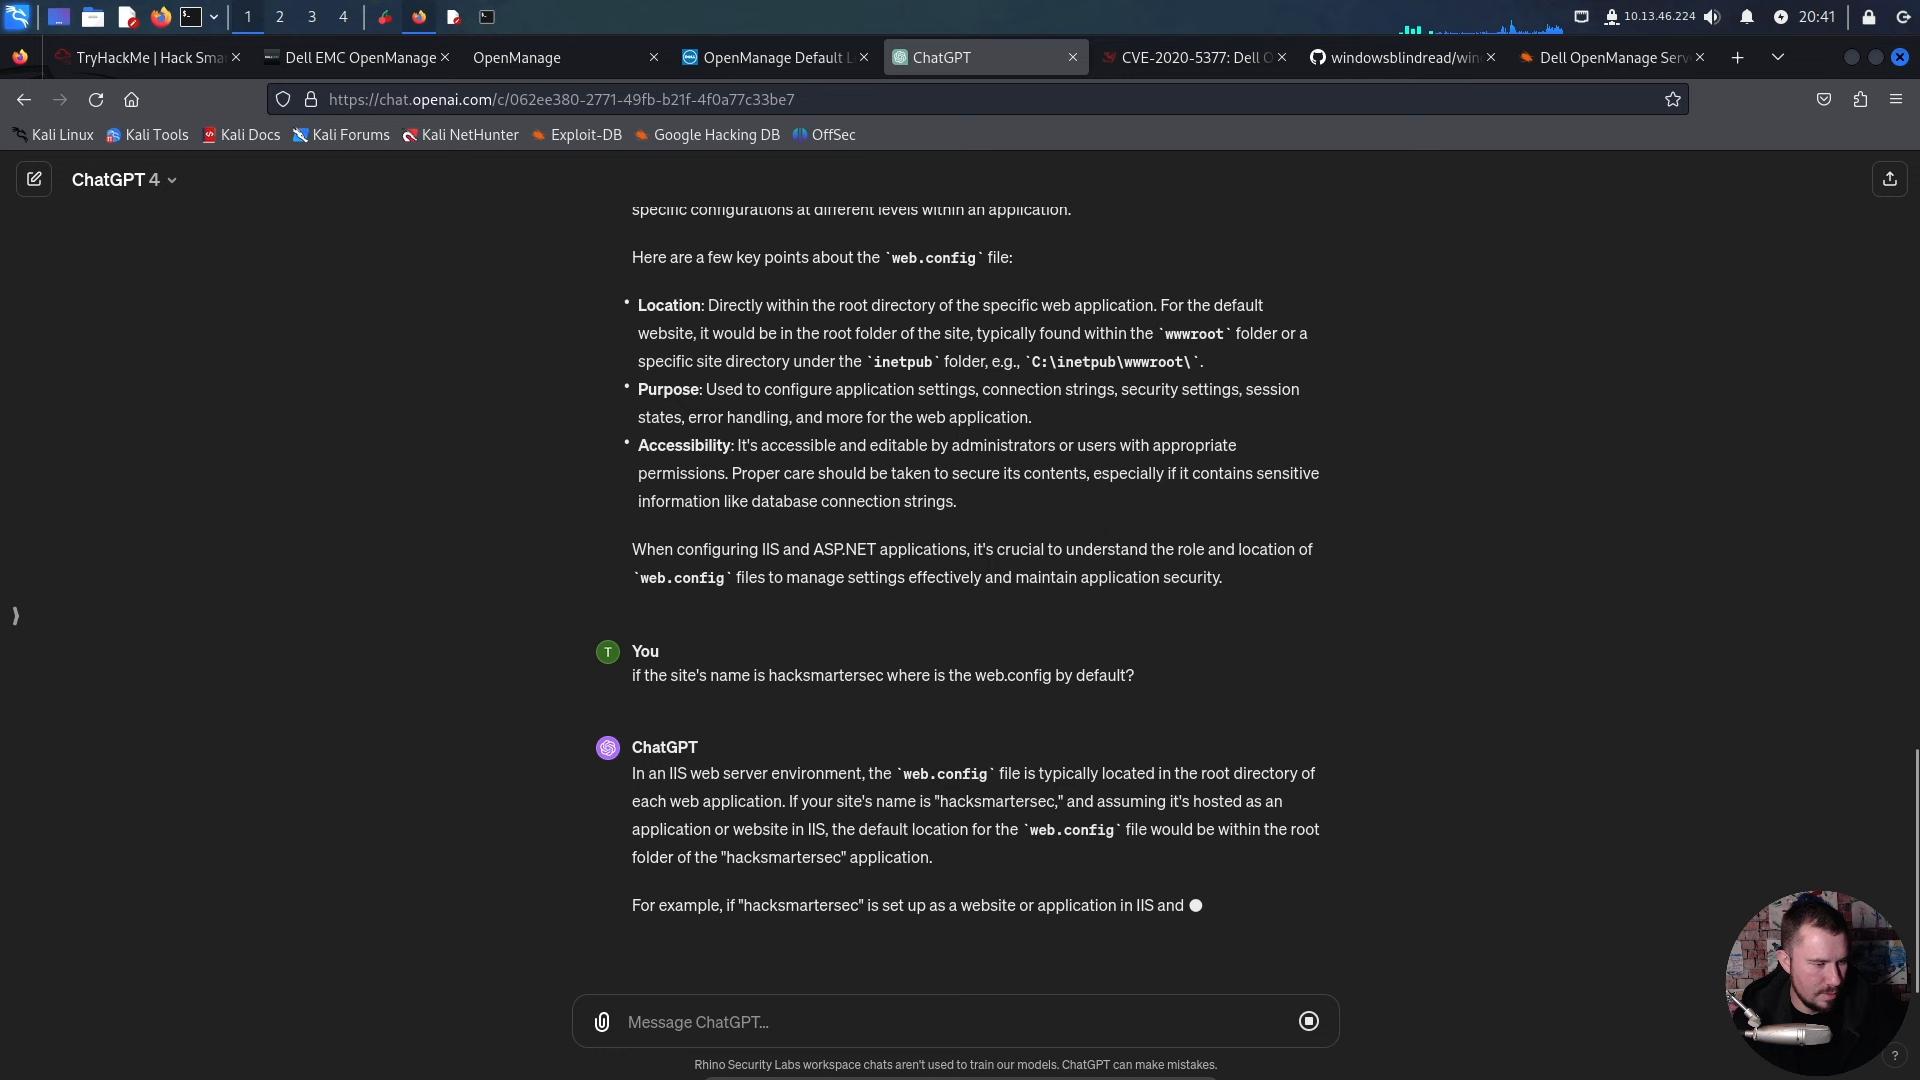 1 2 3 4
10.13.46.224
20:41
TryHackMe | Hack Smar
Dell EMC OpenManage
OpenManage
OpenManage Default L
ChatGPT
CVE-2020-5377: Dell O
windowsblindread/win
Dell OpenManage Serv
https://chat.openai.com/c/062ee380-2771-49fb-b21f-4f0a77c33be7
Kali Linux
Kali Tools
Kali Docs
Kali Forums
Kali NetHunter
Exploit-DB
Google Hacking DB
OffSec
ChatGPT 4
specific configurations at different levels within an application.
Here are a few key points about the `web.config` file:
• Location: Directly within the root directory of the specific web application. For the default
website, it would be in the root folder of the site, typically found within the `wwwroot` folder or a
specific site directory under the `inetpub` folder, e.g., `C:\inetpub\wwwroot\`.
• Purpose: Used to configure application settings, connection strings, security settings, session
states, error handling, and more for the web application.
• Accessibility: It's accessible and editable by administrators or users with appropriate
permissions. Proper care should be taken to secure its contents, especially if it contains sensitive
information like database connection strings.
When configuring IIS and ASP.NET applications, it's crucial to understand the role and location of
`web.config` files to manage settings effectively and maintain application security.
T
You
if the site's name is hacksmartersec where is the web.config by default?
ChatGPT
In an IIS web server environment, the `web.config` file is typically located in the root directory of
each web application. If your site's name is "hacksmartersec," and assuming it's hosted as an
application or website in IIS, the default location for the `web.config` file would be within the root
folder of the "hacksmartersec" application.
For example, if "hacksmartersec" is set up as a website or application in IIS and
Message ChatGPT...
Rhino Security Labs workspace chats aren't used to train our models. ChatGPT can make mistakes.
?